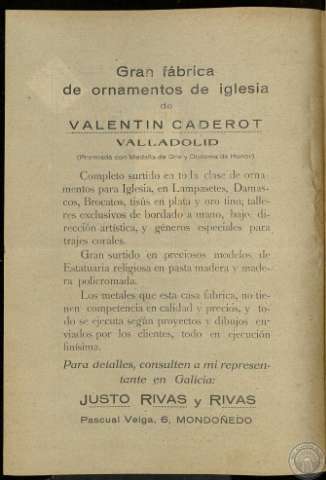 Gran fábrica
de ornamentos de iglesia
de
VALENTIN CADEROT
VALLADOLID
(Premiada con Medalla de Oro y Diploma de Honor)
Completo surtido en toda clase de orna-
mentos para Iglesia, en Lampasetes, Damas-
cos, Brocatos, tisús en plata y oro fino; talle-
res exclusivos de bordado a mano, bajo di-
rección artística, y géneros especiales para
trajes corales.
Gran surtido en preciosos modelos de
Estatuaria religiosa en pasta madera y made-
ra policromada.
Los metales que esta casa fabrica, no tie-
nen competencia en calidad y precios, y to-
do se ejecuta según proyectos y dibujos en-
viados por los clientes, todo en ejecución
finísima.
Para detalles, consulten a mi represen-
tante en Galicia:
JUSTO RIVAS y RIVAS
Pascual Veiga, 6, MONDOÑEDO